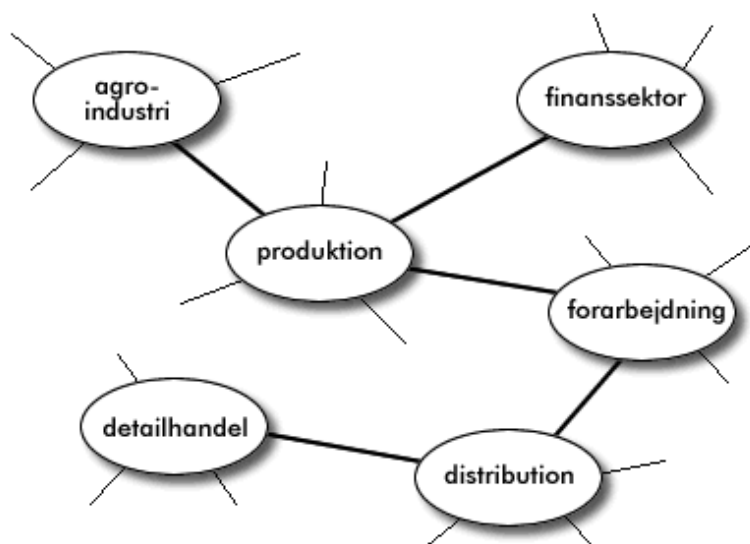 agro-
industri
finanssektor
produktion
forarbejdning
detailhandel
distribution